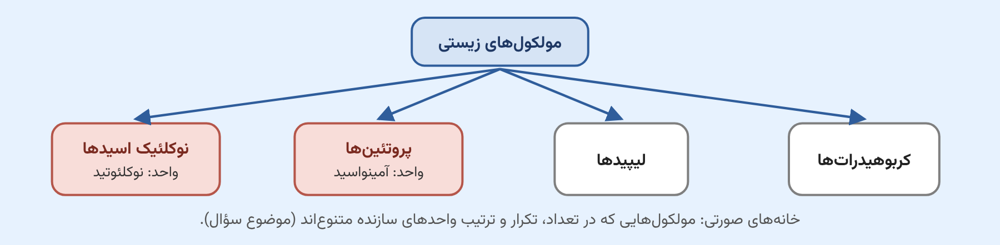 مولکول‌های زیستی
کربوهیدرات‌ها
لیپیدها
پروتئین‌ها
واحد: آمینواسید
نوکلئیک اسیدها
واحد: نوکلئوتید
خانه‌های صورتی: مولکول‌هایی که در تعداد، تکرار و ترتیب واحدهای سازنده متنوع‌اند (موضوع سؤال).